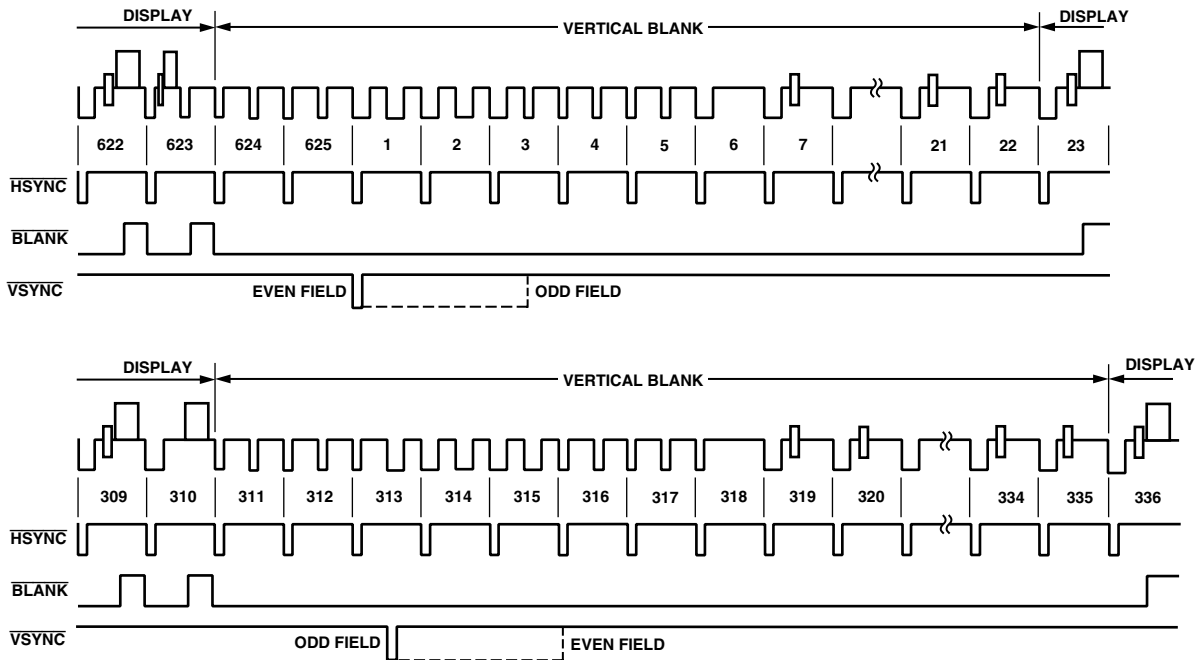 DISPLAY VERTICAL BLANK DISPLAY
622 623 624 625 1 2 3 4 5 6 7 21 22 23
HSYNC
BLANK
VSYNC
EVEN FIELD ODD FIELD
DISPLAY VERTICAL BLANK DISPLAY
309 310 311 312 313 314 315 316 317 318 319 320 334 335 336
HSYNC
BLANK
VSYNC
ODD FIELD EVEN FIELD